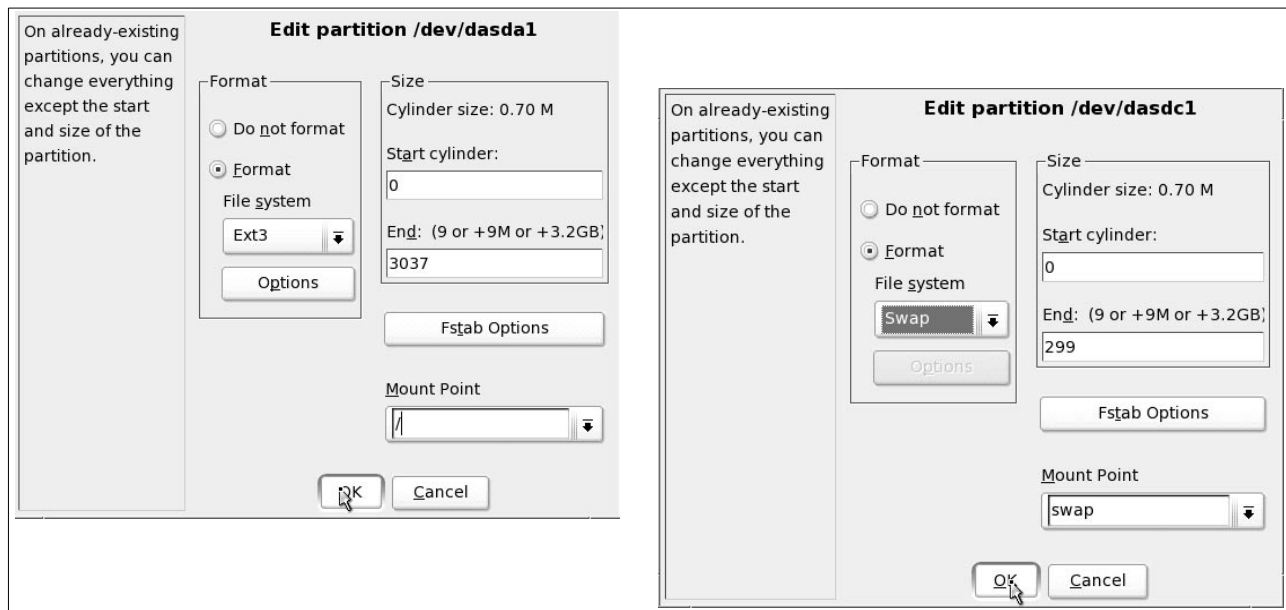 On already-existing
partitions, you can
change everything
except the start
and size of the
partition.
Edit partition /dev/dasda1
Format
Do not format
Format
File system
Ext3
Options
Size
Cylinder size: 0.70 M
Start cylinder:
0
End: (9 or +9M or +3.2GB)
3037
Fstab Options
Mount Point
/
OK
Cancel
On already-existing
partitions, you can
change everything
except the start
and size of the
partition.
Edit partition /dev/dasdc1
Format
Do not format
Format
File system
Swap
Options
Size
Cylinder size: 0.70 M
Start cylinder:
0
End: (9 or +9M or +3.2GB)
299
Fstab Options
Mount Point
swap
OK
Cancel